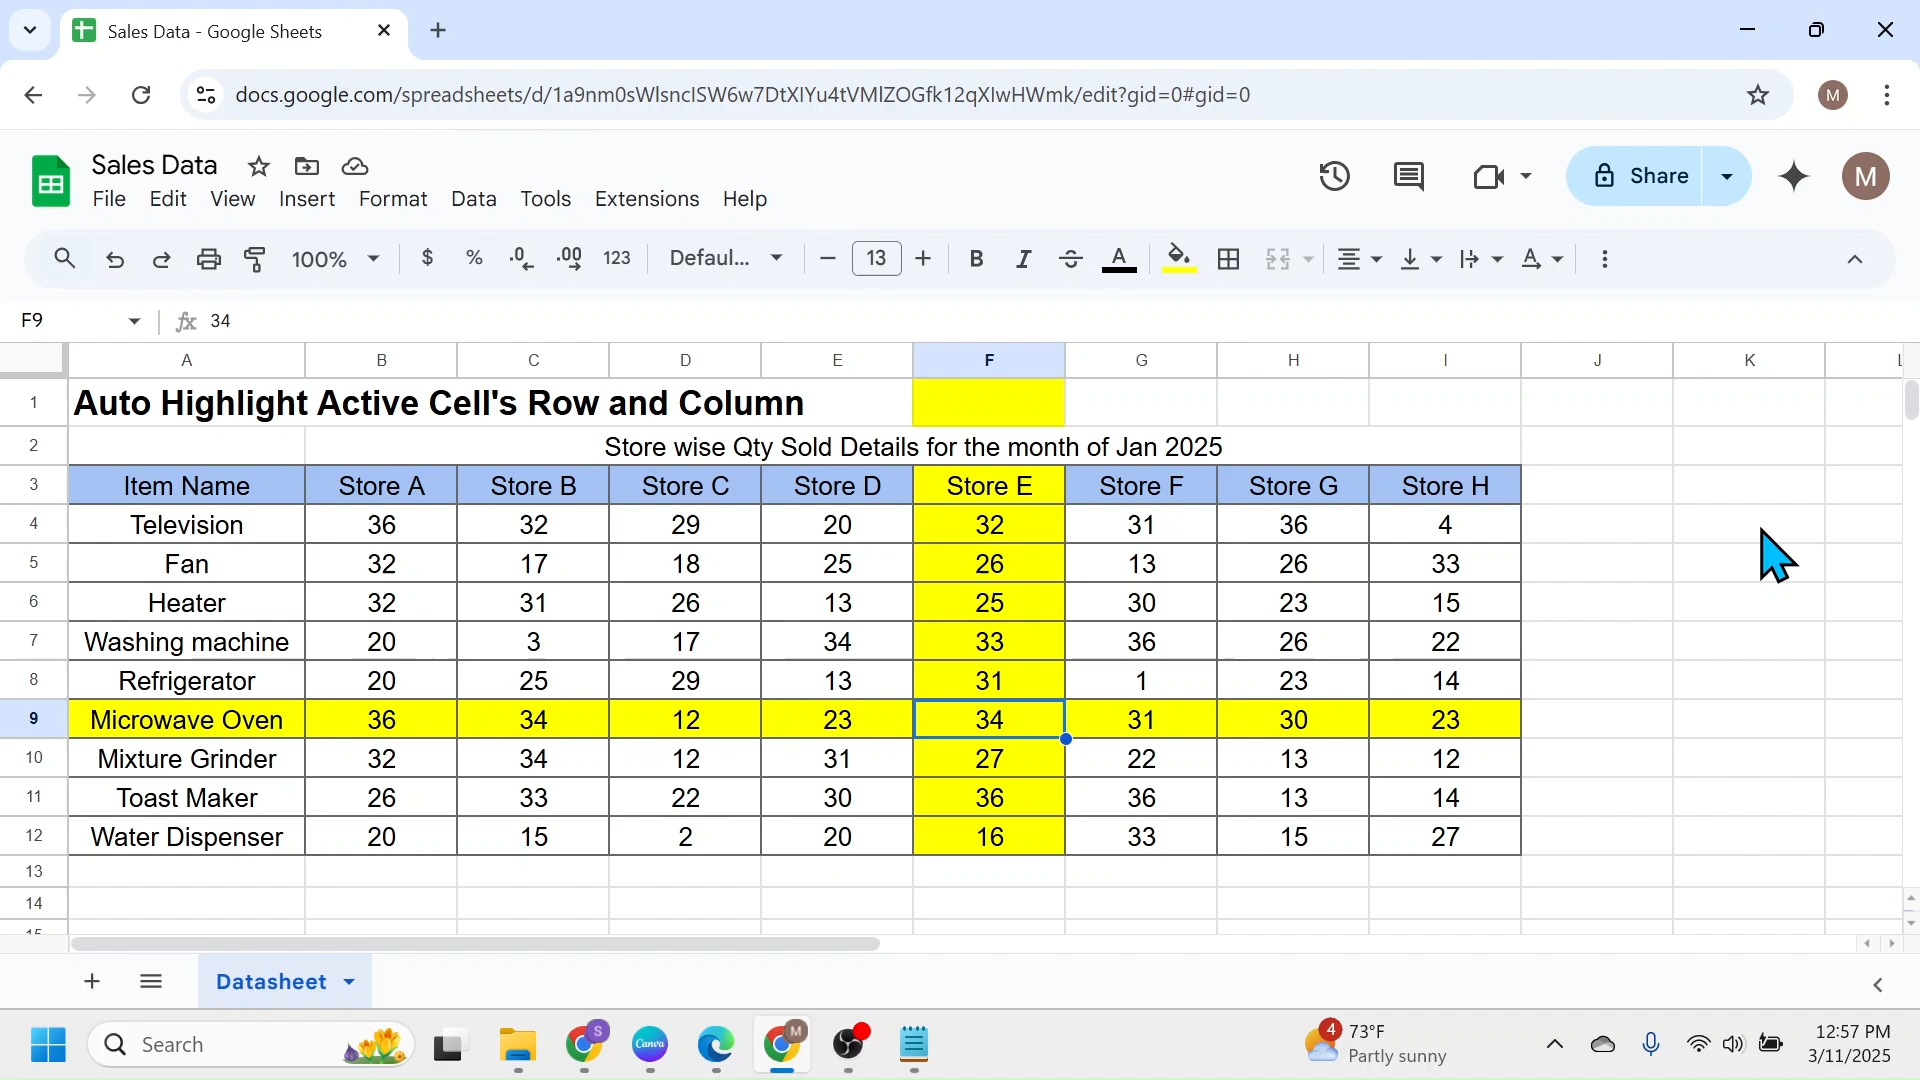 Sales Data - Google Sheets
docs.google.com/spreadsheets/d/1a9nm0sWlsnclSW6w7DtXIYu4tVMlZOGfk12qXlwHWmk/edit?gid=0#gid=0
M
Sales Data
File Edit View Insert Format Data Tools Extensions Help
Share
M
100% $ % .0 .00 123 Defaul... 13 B I A A
F9 fx 34
A B C D E F G H I J K L
1 Auto Highlight Active Cell's Row and Column
2 Store wise Qty Sold Details for the month of Jan 2025
3 Item Name Store A Store B Store C Store D Store E Store F Store G Store H
4 Television 36 32 29 20 32 31 36 4
5 Fan 32 17 18 25 26 13 26 33
6 Heater 32 31 26 13 25 30 23 15
7 Washing machine 20 3 17 34 33 36 26 22
8 Refrigerator 20 25 29 13 31 1 23 14
9 Microwave Oven 36 34 12 23 34 31 30 23
10 Mixture Grinder 32 34 12 31 27 22 13 12
11 Toast Maker 26 33 22 30 36 36 13 14
12 Water Dispenser 20 15 2 20 16 33 15 27
13
14
15
Datasheet
Search
S
Canva
M
4
73°F
Partly sunny
12:57 PM
3/11/2025